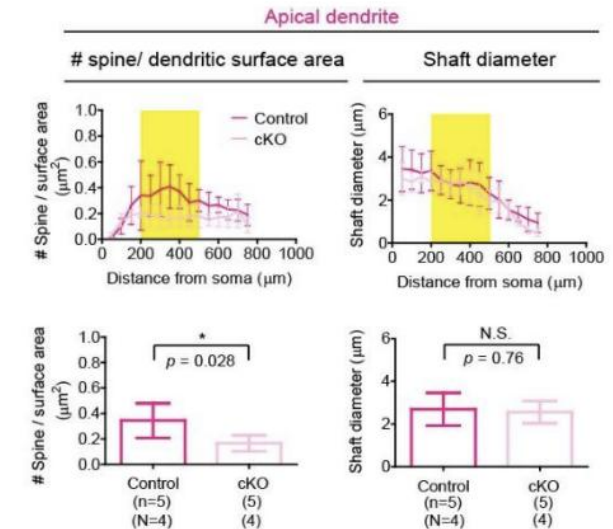 Apical dendrite
# spine/ dendritic surface area
Shaft diameter
# Spine / surface area
(μm²)
1.0
0.8
0.6
0.4
0.2
0.0
0
200
400
600
800
1000
Distance from soma (μm)
Control
cKO
Shaft diameter (μm)
6
4
2
0
0
200
400
600
800
1000
Distance from soma (μm)
# Spine / surface area
(μm²)
1.0
0.8
0.6
0.4
0.2
0.0
*
p = 0.028
Control
(n=5)
(N=4)
cKO
(5)
(4)
Shaft diameter (μm)
6
4
2
0
N.S.
p = 0.76
Control
(n=5)
(N=4)
cKO
(5)
(4)